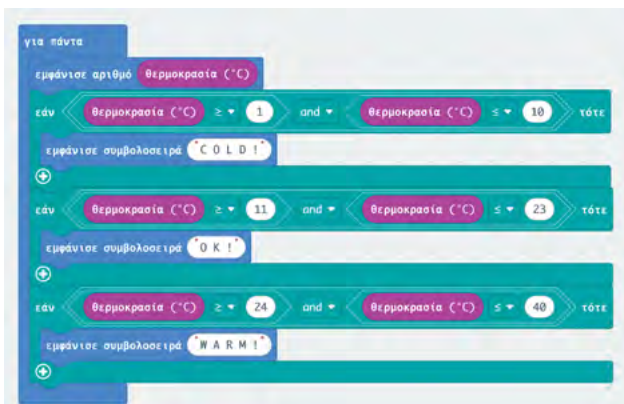 για πάντα
εμφάνισε αριθμό θερμοκρασία (°C)
εάν θερμοκρασία (°C) ≥ 1 and θερμοκρασία (°C) ≤ 10 τότε
εμφάνισε συμβολοσειρά "C O L D !"
εάν θερμοκρασία (°C) ≥ 11 and θερμοκρασία (°C) ≤ 23 τότε
εμφάνισε συμβολοσειρά "O K !"
εάν θερμοκρασία (°C) ≥ 24 and θερμοκρασία (°C) ≤ 40 τότε
εμφάνισε συμβολοσειρά "W A R M !"